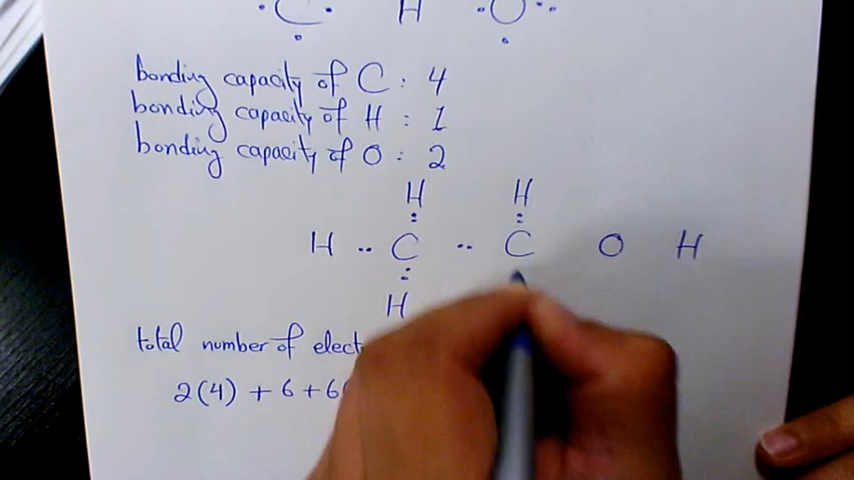 C H O
bonding capacity of C : 4
bonding capacity of H : 1
bonding capacity of O : 2
H H
H •• C •• C O H
H
total number of elect
2(4) + 6 + 6(